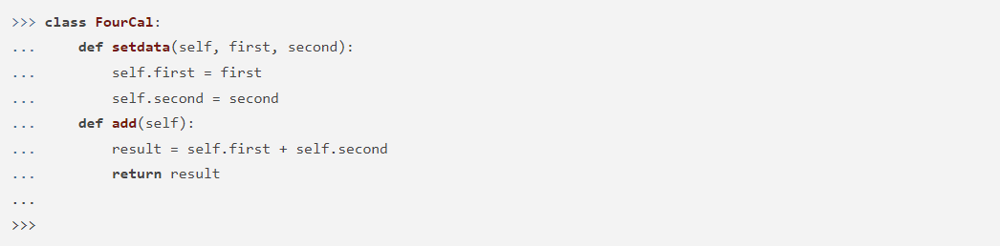 >>> class FourCal:
...     def setdata(self, first, second):
...         self.first = first
...         self.second = second
...     def add(self):
...         result = self.first + self.second
...         return result
...
>>>